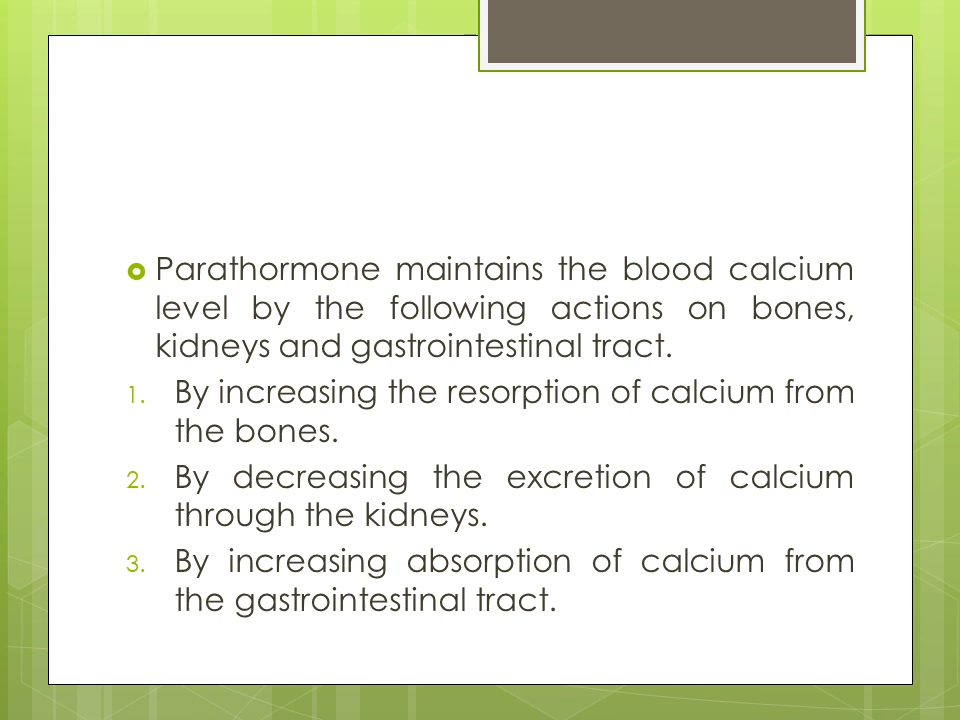 Parathormone maintains the blood calcium
level by the following actions on bones,
kidneys and gastrointestinal tract.
1. By increasing the resorption of calcium from
the bones.
2. By decreasing the excretion of calcium
through the kidneys.
3. By increasing absorption of calcium from
the gastrointestinal tract.